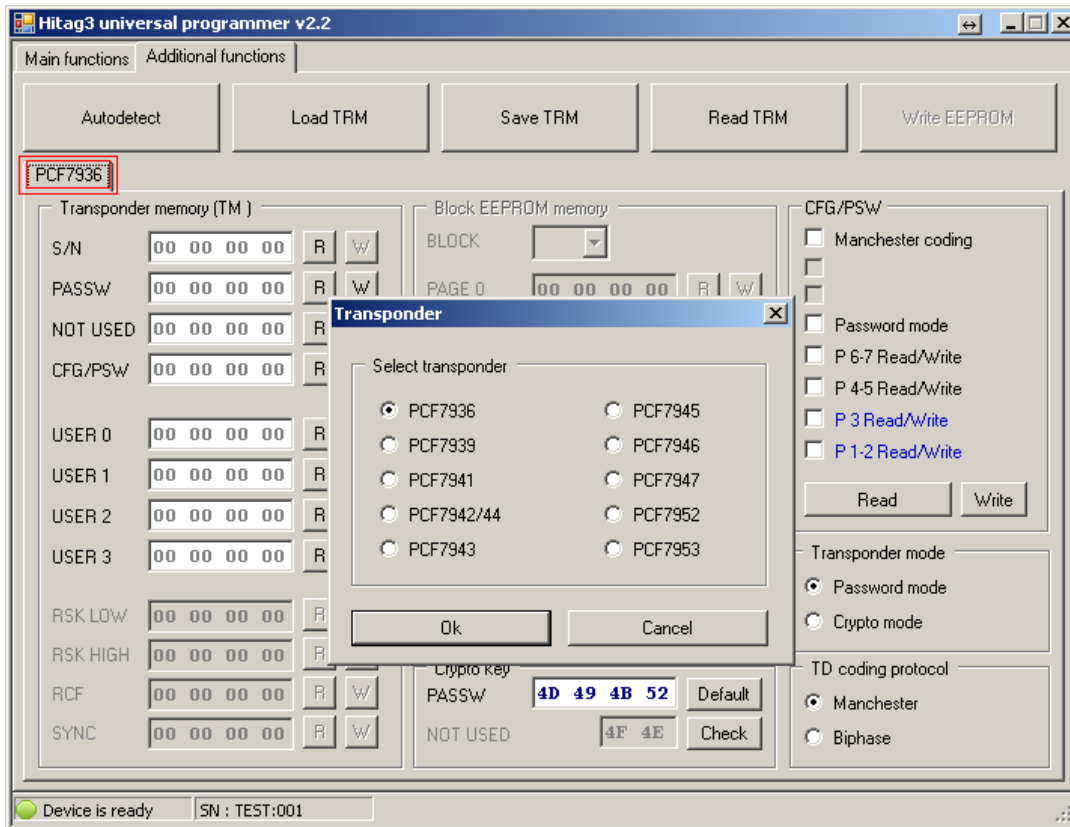 Hitag3 universal programmer v2.2
Main functions Additional functions
Autodetect Load TRM Save TRM Read TRM Write EEPROM
PCF7936
Transponder memory (TM ) Block EEPROM memory CFG/PSW
S/N 00 00 00 00 R W BLOCK Manchester coding
PASSW 00 00 00 00 R W PAGE 0 00 00 00 00 R W
NOT USED 00 00 00 00 R Password mode
CFG/PSW 00 00 00 00 R P 6-7 Read/Write
P 4-5 Read/Write
P 3 Read/Write
P 1-2 Read/Write
Read Write
USER 0 00 00 00 00 R
USER 1 00 00 00 00 R
USER 2 00 00 00 00 R
USER 3 00 00 00 00 R
Transponder
Select transponder
PCF7936 PCF7945
PCF7939 PCF7946
PCF7941 PCF7947
PCF7942/44 PCF7952
PCF7943 PCF7953
Ok Cancel
Transponder mode
Password mode
Crypto mode
RSK LOW 00 00 00 00 R
RSK HIGH 00 00 00 00 R
RCF 00 00 00 00 R W
SYNC 00 00 00 00 R W
Crypto Key
PASSW 4D 49 4B 52 Default
NOT USED 4F 4E Check
TD coding protocol
Manchester
Biphase
Device is ready SN : TEST:001